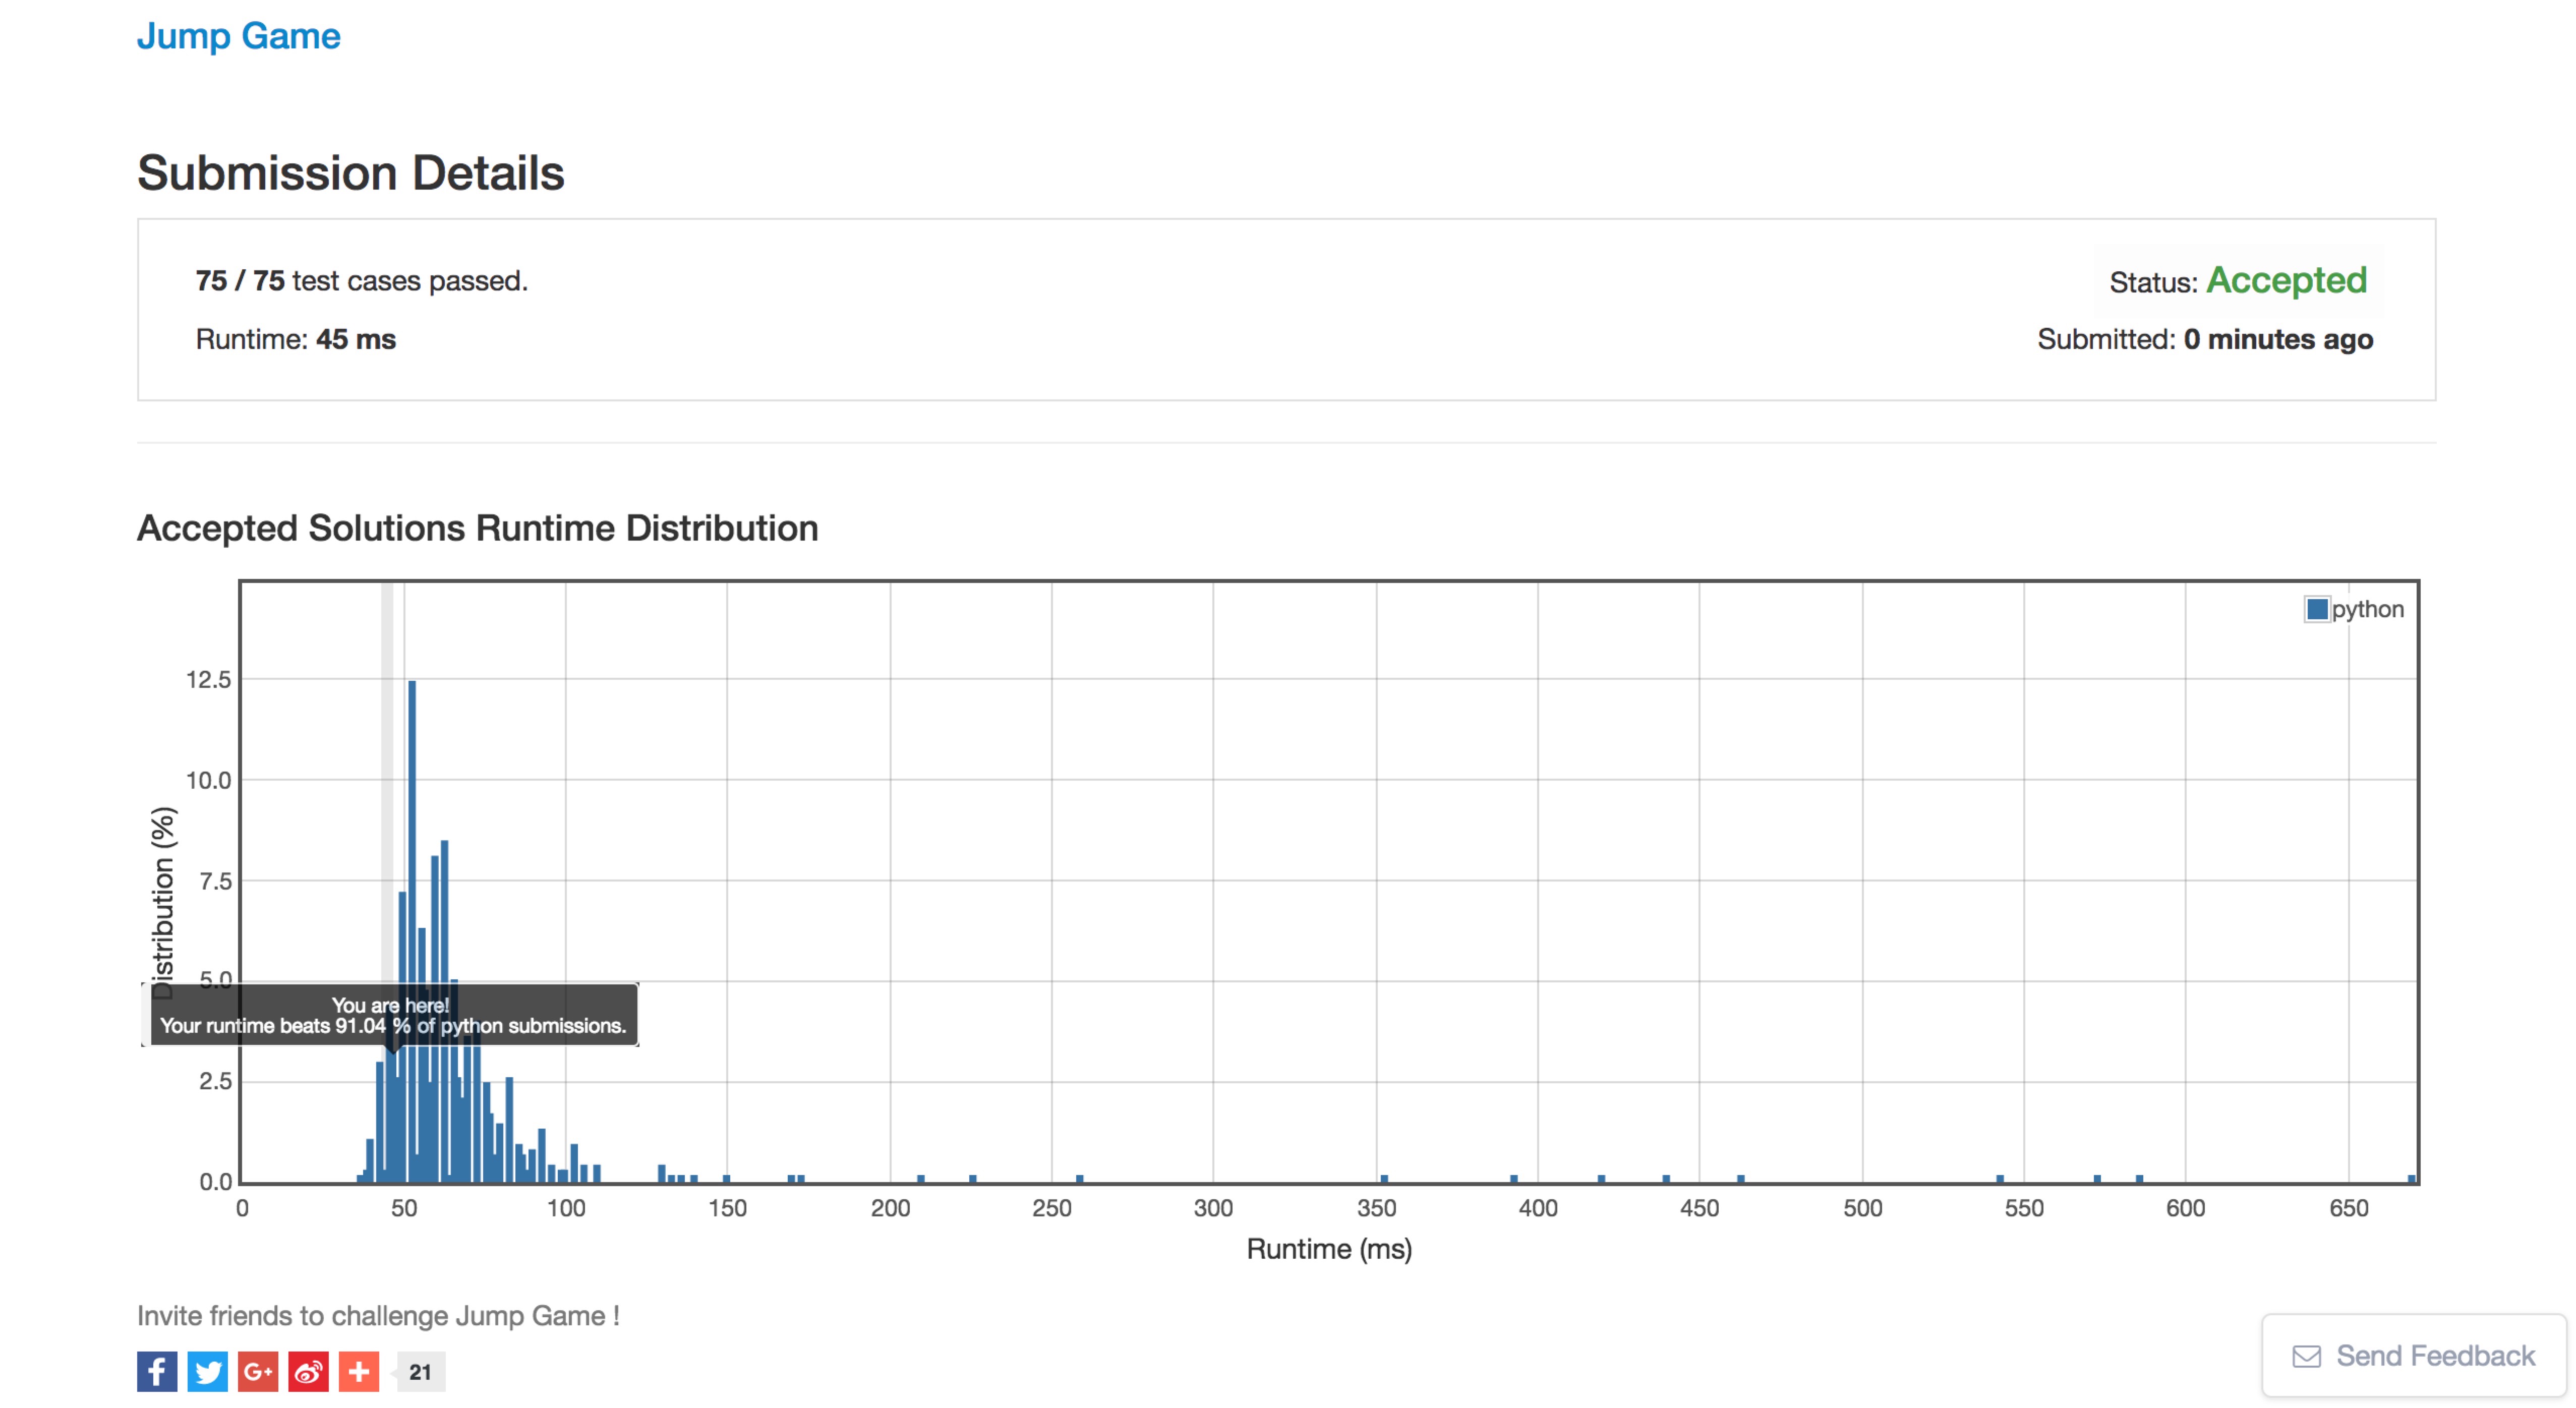 Jump Game
Submission Details
75 / 75 test cases passed.
Status: Accepted
Runtime: 45 ms
Submitted: 0 minutes ago
Accepted Solutions Runtime Distribution
python
12.5
10.0
7.5
5.0
2.5
0.0
Distribution (%)
You are here!
Your runtime beats 91.04 % of python submissions.
0 50 100 150 200 250 300 350 400 450 500 550 600 650
Runtime (ms)
Invite friends to challenge Jump Game !
G+
21
Send Feedback